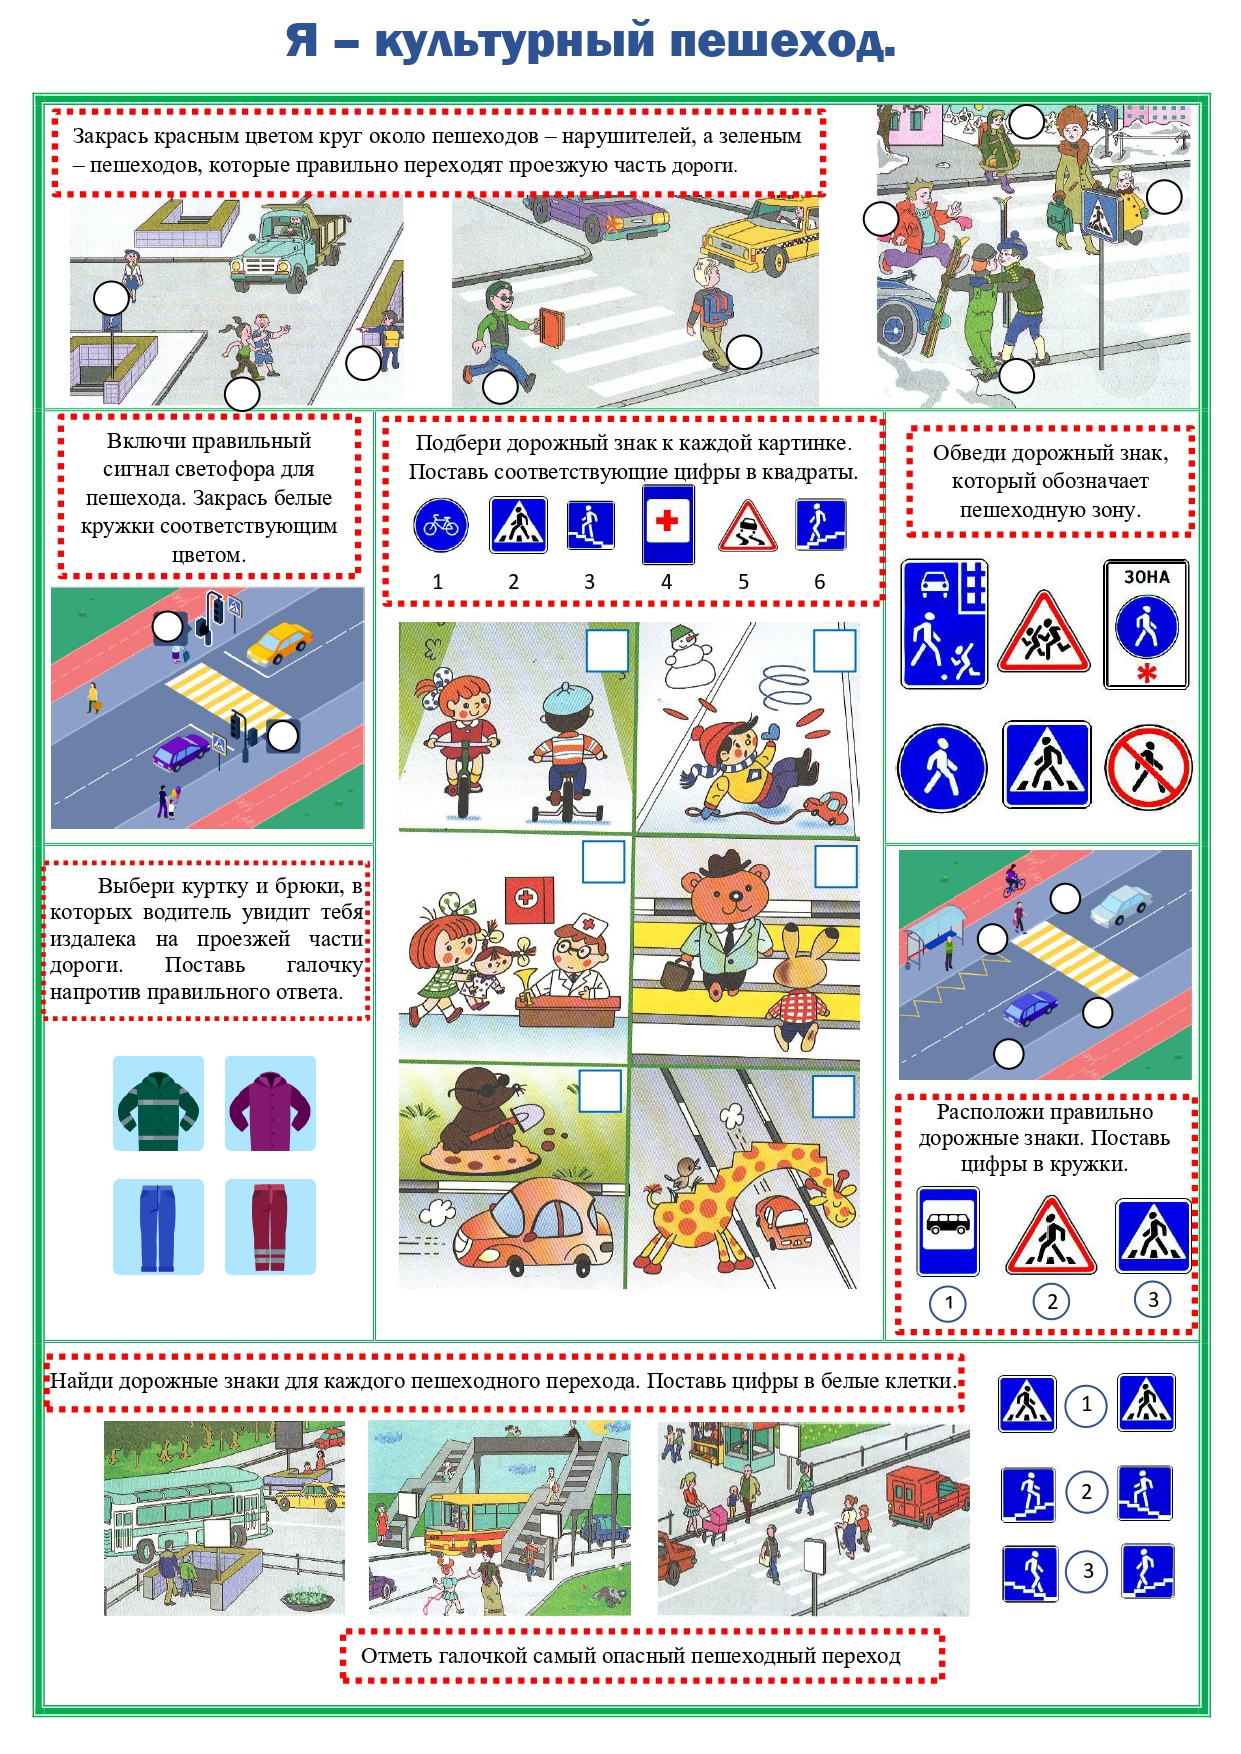 Я – культурный пешеход.
Закрась красным цветом круг около пешеходов – нарушителей, а зеленым
– пешеходов, которые правильно переходят проезжую часть дороги.
Включи правильный
сигнал светофора для
пешехода. Закрась белые
кружки соответствующим
цветом.
Подбери дорожный знак к каждой картинке.
Поставь соответствующие цифры в квадраты.
1 2 3 4 5 6
Обведи дорожный знак,
который обозначает
пешеходную зону.
ЗОНА
*
Выбери куртку и брюки, в
которых водитель увидит тебя
издалека на проезжей части
дороги. Поставь галочку
напротив правильного ответа.
Расположи правильно
дорожные знаки. Поставь
цифры в кружки.
1 2 3
Найди дорожные знаки для каждого пешеходного перехода. Поставь цифры в белые клетки.
1
2
3
Отметь галочкой самый опасный пешеходный переход